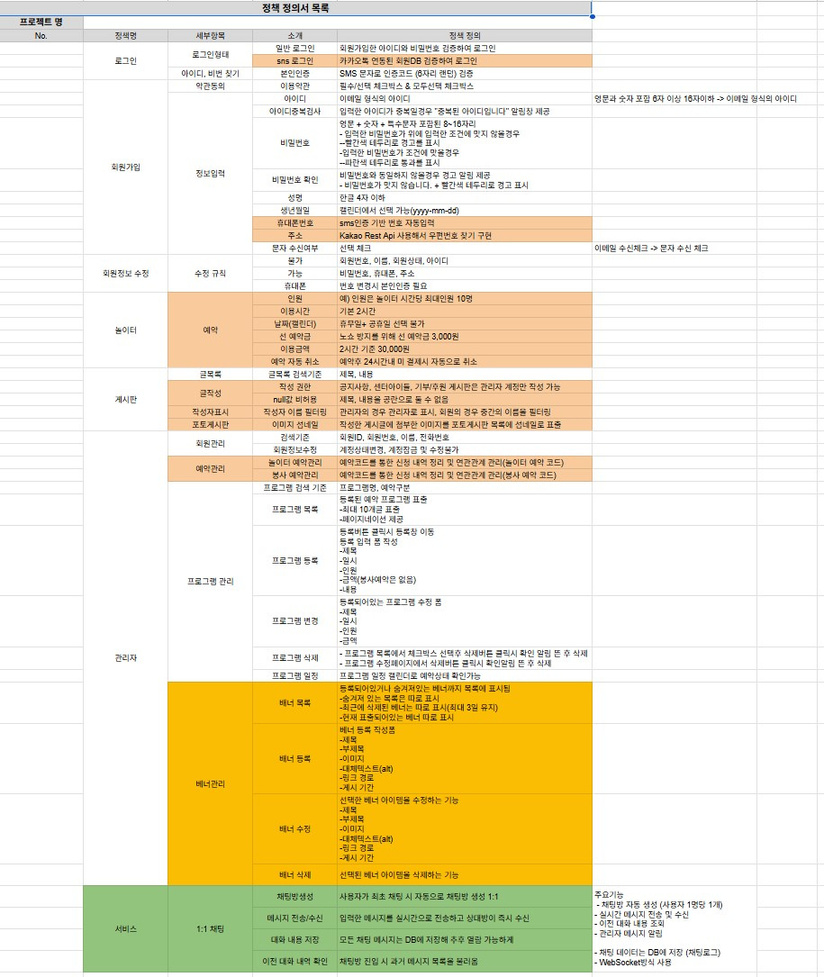 정책 정의서 목록
프로젝트 명
No. 정책명 세부항목 소개 정책 정의
로그인 로그인형태 일반 로그인 회원가입한 아이디와 비밀번호 검증하여 로그인
sns 로그인 카카오톡 연동된 회원DB 검증하여 로그인
아이디, 비번 찾기 본인인증 SMS 문자로 인증코드 (6자리 랜덤) 검증
회원가입 약관동의 이용약관 필수/선택 체크박스 & 모두선택 체크박스
정보입력 아이디 이메일 형식의 아이디 영문과 숫자 포함 6자 이상 16자이하 -> 이메일 형식의 아이디
아이디중복검사 입력한 아이디가 중복일경우 "중복된 아이디입니다" 알림창 제공
비밀번호 영문 + 숫자 + 특수문자 포함된 8~16자리
- 입력한 비밀번호가 위에 입력한 조건에 맞지 않을경우
--빨간색 테두리로 경고를 표시
-입력한 비밀번호가 조건에 맞을경우
--파란색 테두리로 통과를 표시
비밀번호 확인 비밀번호와 동일하지 않을경우 경고 알림 제공
- 비밀번호가 맞지 않습니다. + 빨간색 테두리로 경고 표시
성명 한글 4자 이하
생년월일 캘린더에서 선택 가능(yyyy-mm-dd)
휴대폰번호 sms인증 기반 번호 자동입력
주소 Kakao Rest Api 사용해서 우편번호 찾기 구현
문자 수신여부 선택 체크 이메일 수신체크 -> 문자 수신 체크
회원정보 수정 수정 규칙 불가 회원번호, 이름, 회원상태, 아이디
가능 비밀번호, 휴대폰, 주소
휴대폰 번호 변경시 본인인증 필요
놀이터 예약 인원 예) 인원은 놀이터 시간당 최대인원 10명
이용시간 기본 2시간
날짜(캘린더) 휴무일+ 공휴일 선택 불가
선 예약금 노쇼 방지를 위해 선 예약금 3,000원
이용금액 2시간 기준 30,000원
예약 자동 취소 예약후 24시간내 미 결제시 자동으로 취소
게시판 글목록 글목록 검색기준 제목, 내용
글작성 작성 권한 공지사항, 센터아이들, 기부/후원 게시판은 관리자 계정만 작성 가능
null값 비허용 제목, 내용을 공란으로 둘 수 없음
작성자표시 작성자 이름 필터링 관리자의 경우 관리자로 표시, 회원의 경우 중간의 이름을 필터링
포토게시판 이미지 섬네일 작성한 게시글에 첨부한 이미지를 포토게시판 목록에 섬네일로 표출
관리자 회원관리 검색기준 회원ID, 회원번호, 이름, 전화번호
회원정보수정 계정상태변경, 계정잠금 및 수정불가
예약관리 놀이터 예약관리 예약코드를 통한 신청 내역 정리 및 연관관계 관리(놀이터 예약 코드)
봉사 예약관리 예약코드를 통한 신청 내역 정리 및 연관관계 관리(봉사 예약 코드)
프로그램 관리 프로그램 검색 기준 프로그램명, 예약구분
프로그램 목록 등록된 예약 프로그램 표출
-최대 10개글 표출
-페이지네이션 제공
프로그램 등록 등록버튼 클릭시 등록창 이동
등록 입력 폼 작성
-제목
-일시
-인원
-금액(봉사예약은 없음)
-내용
프로그램 변경 등록되어있는 프로그램 수정 폼
-제목
-일시
-인원
-금액
프로그램 삭제 - 프로그램 목록에서 체크박스 선택후 삭제버튼 클릭시 확인 알림 뜬 후 삭제
- 프로그램 수정페이지에서 삭제버튼 클릭시 확인알림 뜬 후 삭제
프로그램 일정 프로그램 일정 캘린더로 예약상태 확인가능
베너관리 배너 목록 등록되어있거나 숨겨져있는 베너까지 목록에 표시됨
-숨겨져 있는 목록은 따로 표시
-최근에 삭제된 베너는 따로 표시(최대 3일 유지)
-현재 표출되어있는 베너 따로 표시
배너 등록 베너 등록 작성폼
-제목
-부제목
-이미지
-대체텍스트(alt)
-링크 경로
-게시 기간
배너 수정 선택한 베너 아이템을 수정하는 기능
-제목
-부제목
-이미지
-대체텍스트(alt)
-링크 경로
-게시 기간
배너 삭제 선택된 베너 아이템을 삭제하는 기능
서비스 1:1 채팅 채팅방생성 사용자가 최초 채팅 시 자동으로 채팅방 생성 1:1
메시지 전송/수신 입력한 메시지를 실시간으로 전송하고 상대방이 즉시 수신
대화 내용 저장 모든 채팅 메시지는 DB에 저장해 추후 열람 가능하게
이전 대화 내역 확인 채팅방 진입 시 과거 메시지 목록을 불러옴
주요기능
- 채팅방 자동 생성 (사용자 1명당 1개)
- 실시간 메시지 전송 및 수신
- 이전 대화 내용 조회
- 관리자 메시지 알림
- 채팅 데이터는 DB에 저장 (채팅로그)
- WebSocket방식 사용